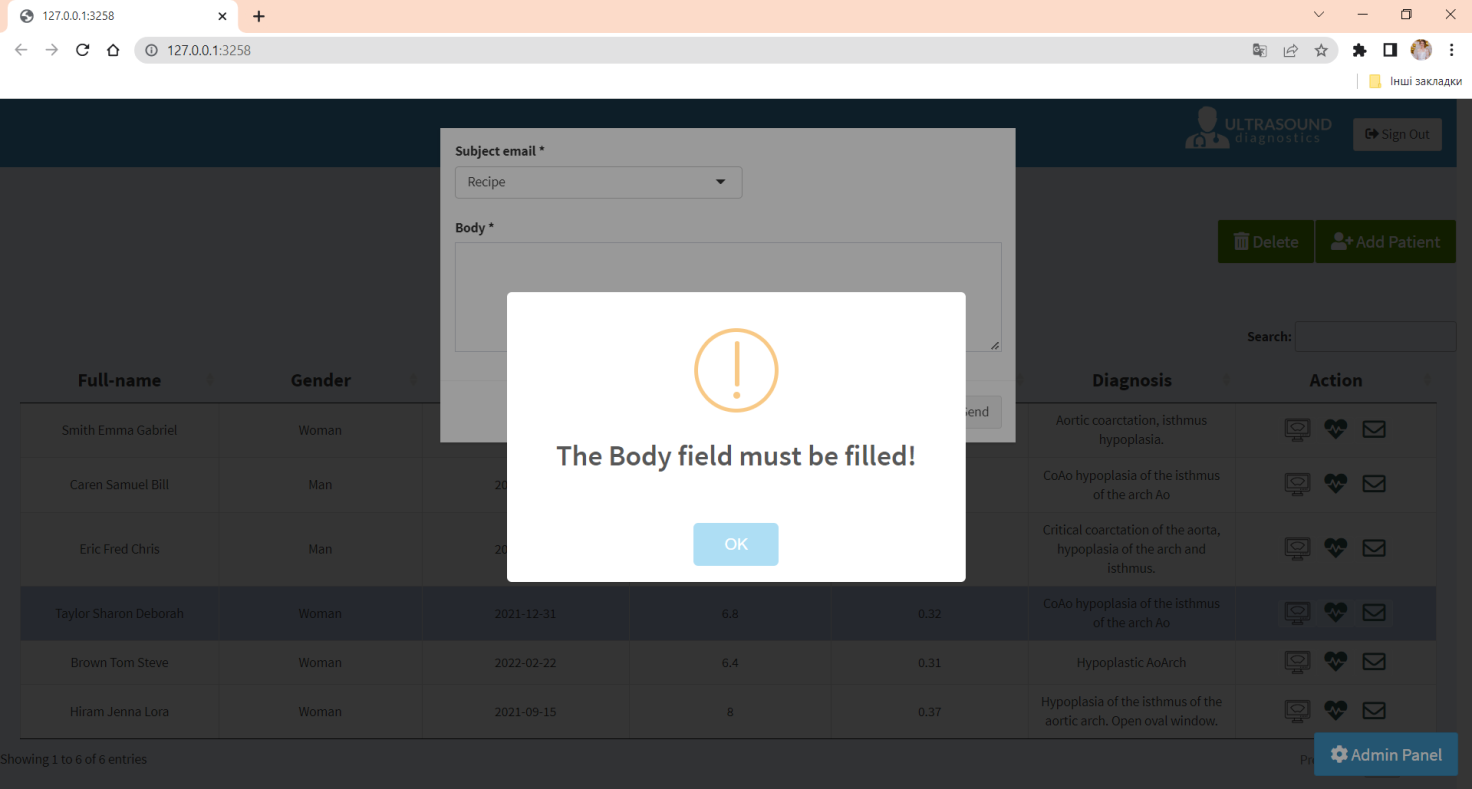 127.0.0.1:3258
127.0.0.1:3258
Інші закладки
ULTRASOUND
diagnostics
Sign Out
Subject email *
Recipe
Body *
Delete
Add Patient
Search:
Full-name Gender Diagnosis Action
The Body field must be filled!
OK
Smith Emma Gabriel Woman Aortic coarctation, isthmus
hypoplasia.
Caren Samuel Bill Man 20 CoAo hypoplasia of the isthmus
of the arch Ao
Eric Fred Chris Man 20 Critical coarctation of the aorta,
hypoplasia of the arch and
isthmus.
Taylor Sharon Deborah Woman 2021-12-31 6.8 0.32 CoAo hypoplasia of the isthmus
of the arch Ao
Brown Tom Steve Woman 2022-02-22 6.4 0.31 Hypoplastic AoArch
Hiram Jenna Lora Woman 2021-09-15 8 0.37 Hypoplasia of the isthmus of the
aortic arch. Open oval window.
Showing 1 to 6 of 6 entries
Admin Panel